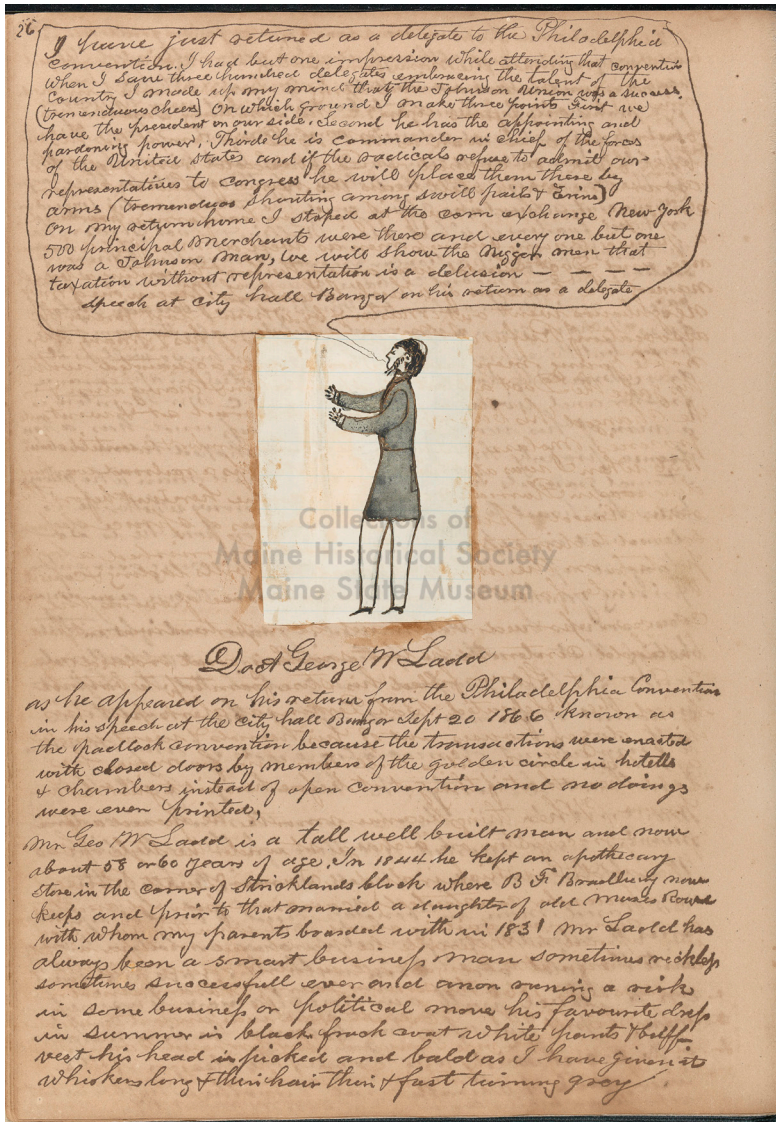 26
I have just returned as a delegate to the Philadelphia
convention. I had but one impression while attending that convention
when I saw three hundred delegates embracing the talent of the
country I made up my mind that the Johnson Union was a success.
(tremenduous cheers) On which ground I make three points First we
have the president on our side. Second he has the appointing and
pardoning power, Thirde he is commander in chief of the forces
of the United states and if the radicals refuse to admit our
representatives to congress he will place them there by
arms (tremenduous shouting among swill pails & Erins)
on my return home I stoped at the corn exchange New York
500 principal Merchants were there and every one but one
was a Johnson man, we will show the Nigger men that
taxation without representation is a delusion — — — —
speech at city hall Bangor on his return as a delegate
Collections of
Maine Historical Society
Maine State Museum
Doct George W Ladd
as he appeared on his return from the Philadelphia Convention
in his speech at the city hall Bangor Sept 20 1866 known as
the padlock convention because the transactions were enacted
with closed doors by members of the golden circle in hotells
& chambers instead of open convention and no doings
were ever printed,
Mr Geo W Ladd is a tall well built man and now
about 58 or 60 years of age. In 1844 he kept an apothecary
store in the corner of Stricklands block where B F Bradbury now
keeps and prior to that married a daughter of old Moses
with whom my parents boarded with in 1831 Mr Ladd has
always been a smart business man sometimes reckless
sometimes successfull ever and anon runing a risk
in some business or political move his favourite dress
in summer is black frock coat white pants & buff
vest his head is picked and bald as I have given it
whiskers long & thin hair thin & fast turning grey